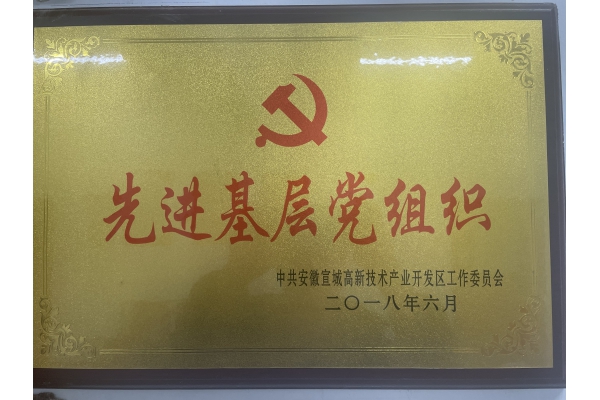 先进基层党组织
中共安徽宣城高新技术产业开发区工作委员会
二〇一八年六月